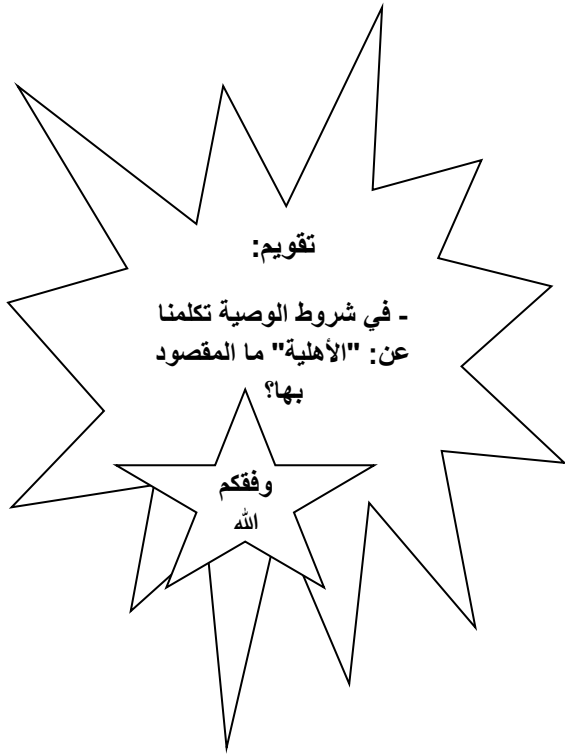 تقويم:
- في شروط الوصية تكلمنا
عن: "الأهلية" ما المقصود
بها؟
وفقكم
الله